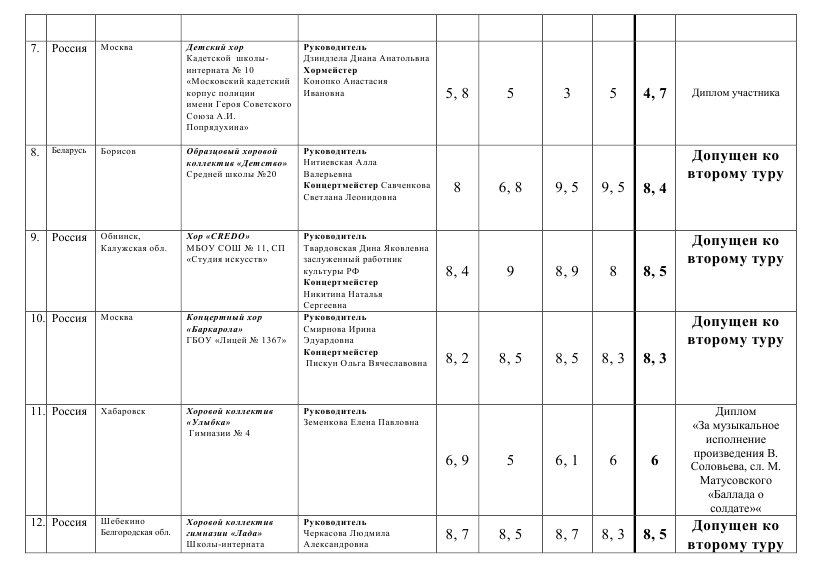 7. Россия Москва Детский хор Руководитель
Кадетской школы- Дзиндзела Диана Анатольвна
интерната № 10 Хормейстер
«Московский кадетский Конопко Анастасия
корпус полиции Ивановна
имени Героя Советского
Союза А.И.
Попрядухина»
5, 8 5 3 5 4, 7 Диплом участника
8. Беларусь Борисов Образцовый хоровой Руководитель
коллектив «Детство» Нитиевская Алла
Средней школы №20 Валерьевна
Концертмейстер Савченкова
Светлана Леонидовна
8 6, 8 9, 5 9, 5 8, 4
Допущен ко
второму туру
9. Россия Обнинск, Хор «CREDO» Руководитель
Калужская обл. МБОУ СОШ № 11, СП Твардовская Дина Яковлевна
«Студия искусств» заслуженный работник
культуры РФ
Концертмейстер
Никитина Наталья
Сергеевна
8, 4 9 8, 9 8 8, 5
Допущен ко
второму туру
10. Россия Москва Концертный хор Руководитель
«Баркарола» Смирнова Ирина
ГБОУ «Лицей № 1367» Эдуардовна
Концертмейстер
Пискун Ольга Вячеславовна
8, 2 8, 5 8, 5 8, 3 8, 3
Допущен ко
второму туру
11. Россия Хабаровск Хоровой коллектив Руководитель
«Улыбка» Земенкова Елена Павловна
Гимназии № 4
6, 9 5 6, 1 6 6
Диплом
«За музыкальное
исполнение
произведения В.
Соловьева, сл. М.
Матусовского
«Баллада о
солдате»«
12. Россия Шебекино Хоровой коллектив Руководитель
Белгородская обл. гимназии «Лада» Черкасова Людмила
Школы-интерната Александровна
8, 7 8, 5 8, 7 8, 3 8, 5
Допущен ко
второму туру